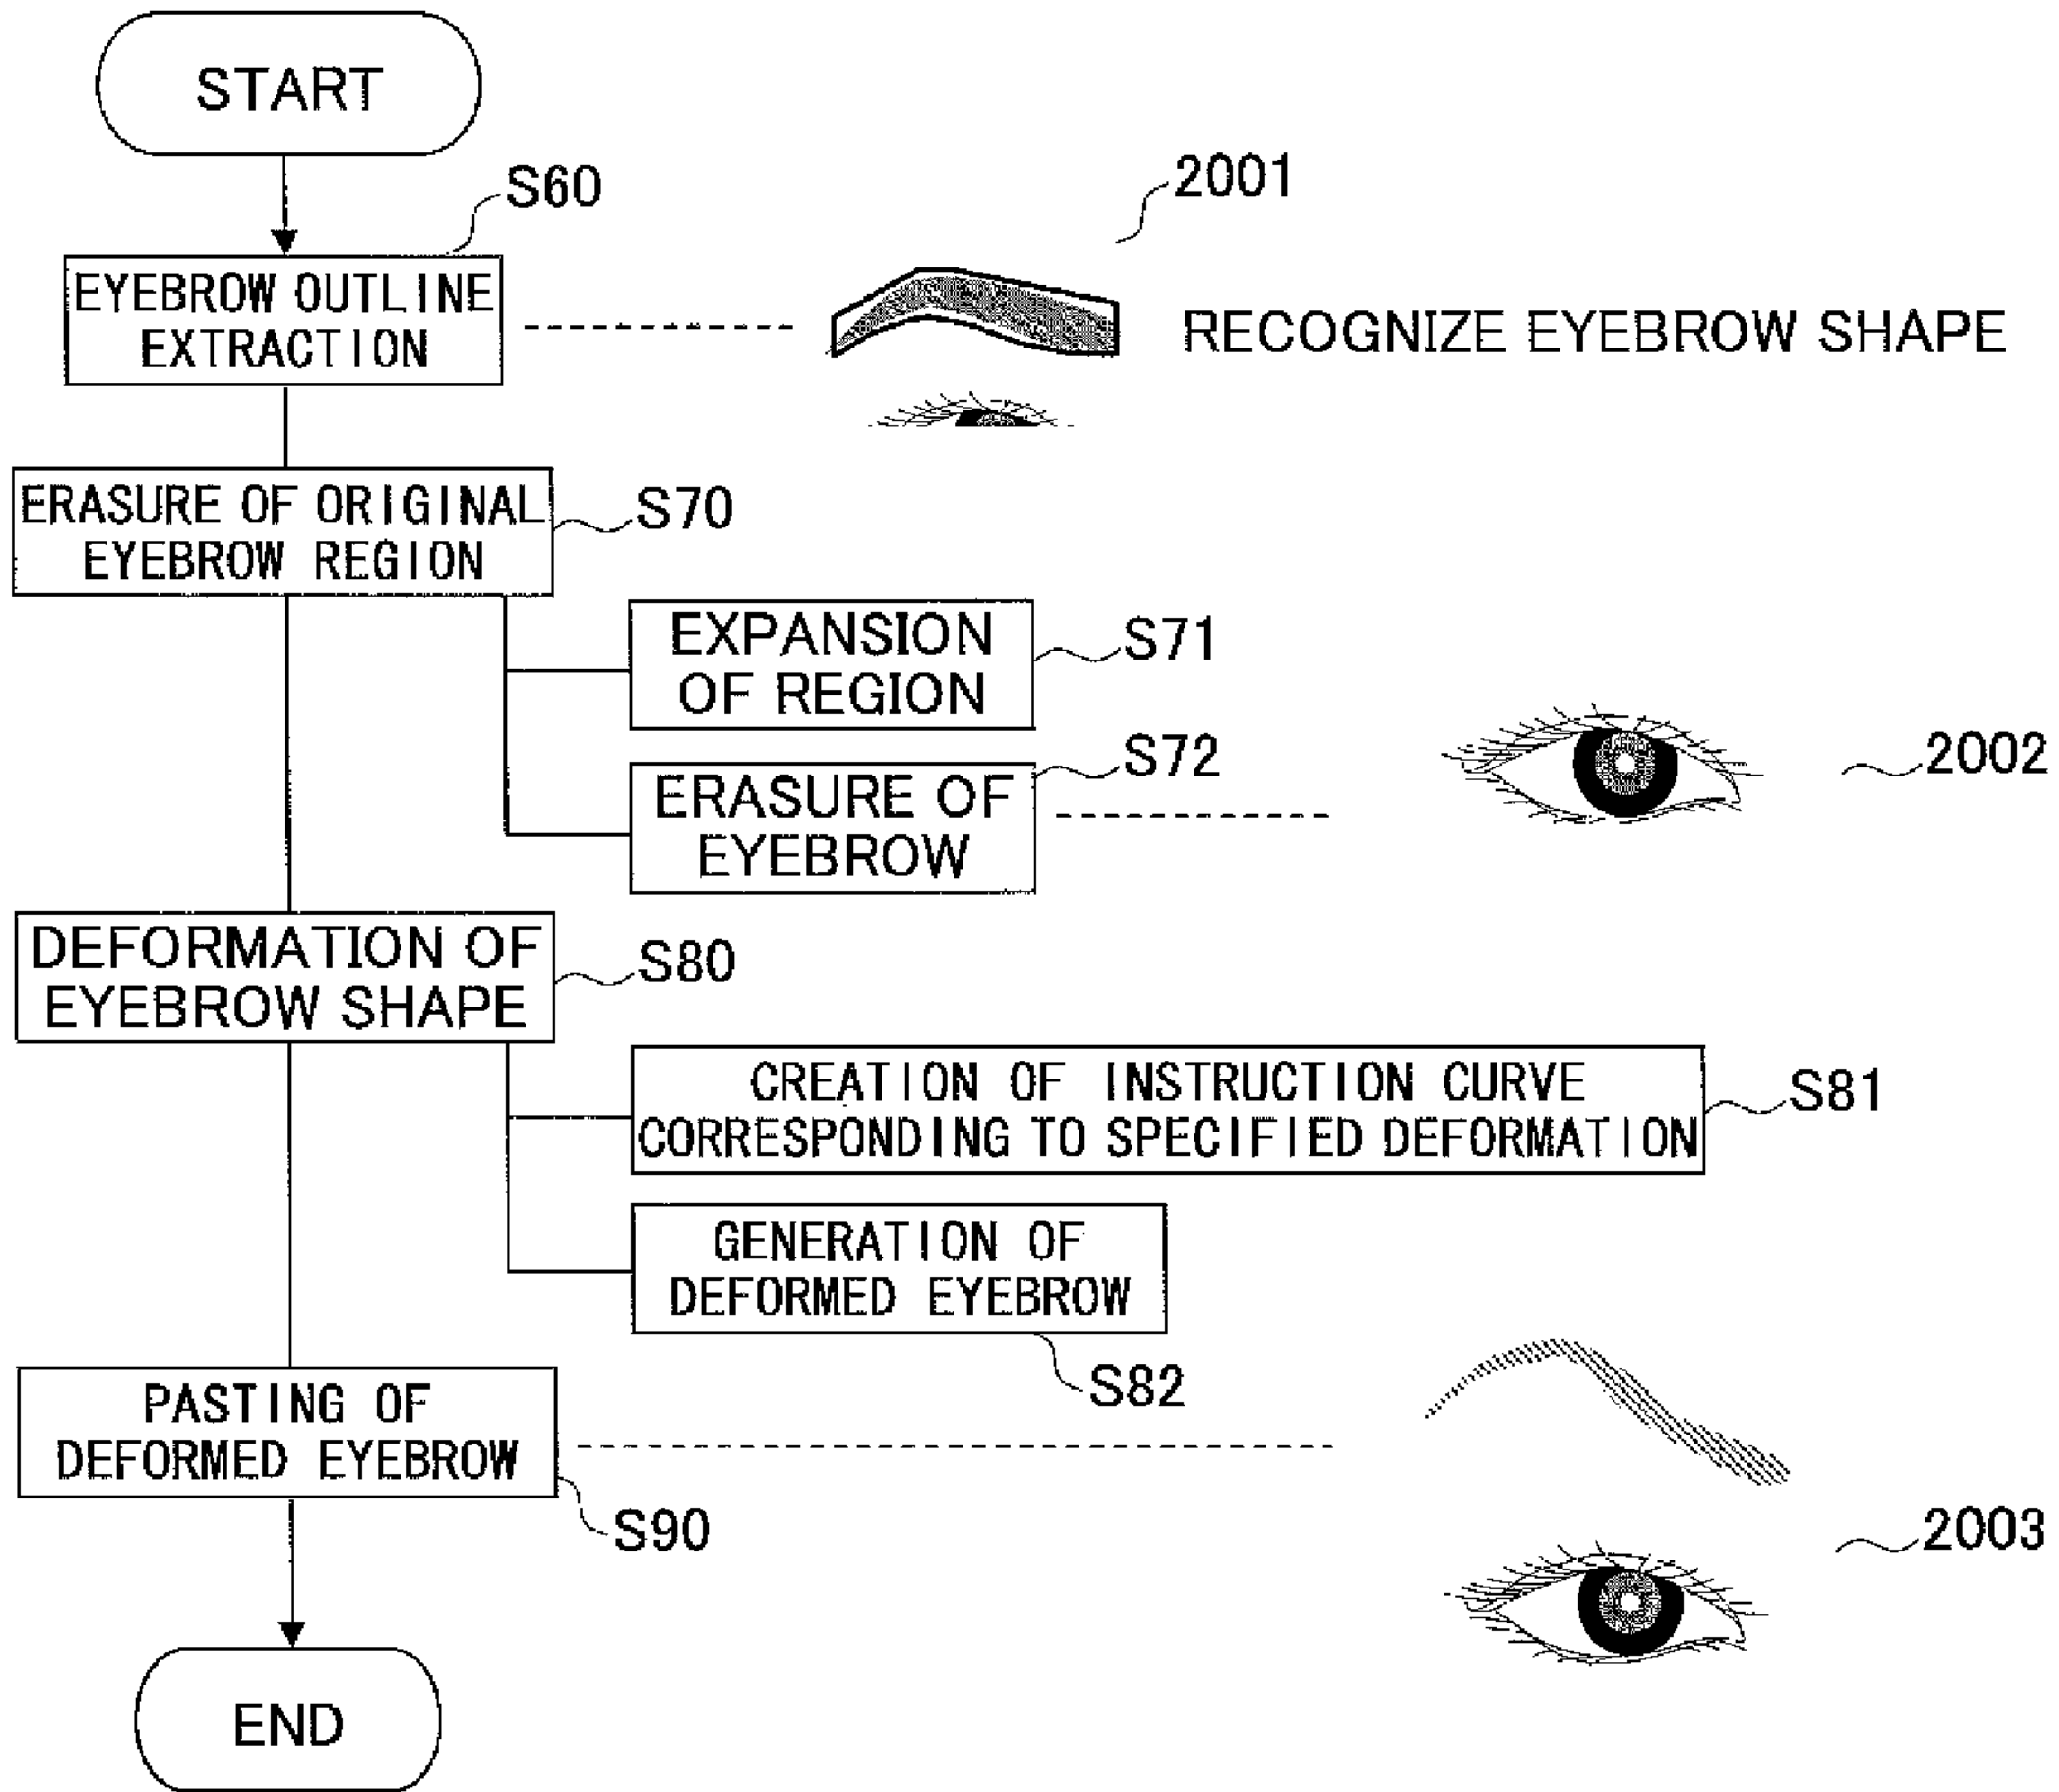 START
S60
2001
EYEBROW OUTLINE
EXTRACTION
RECOGNIZE EYEBROW SHAPE
ERASURE OF ORIGINAL
EYEBROW REGION
S70
EXPANSION
OF REGION
S71
ERASURE OF
EYEBROW
S72
2002
DEFORMATION OF
EYEBROW SHAPE
S80
CREATION OF INSTRUCTION CURVE
CORRESPONDING TO SPECIFIED DEFORMATION
S81
GENERATION OF
DEFORMED EYEBROW
S82
PASTING OF
DEFORMED EYEBROW
S90
2003
END